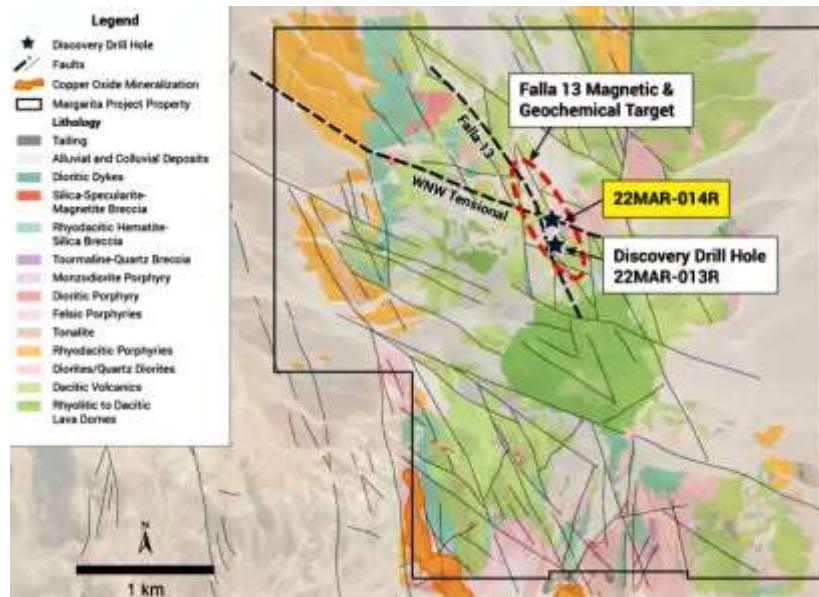 Legend
Discovery Drill Hole
Faults
Copper Oxide Mineralization
Margarita Project Property
Lithology
Tailing
Alluvial and Colluvial Deposits
Dioritic Dykes
Silica-Specularite-
Magnetite Breccia
Rhyodacitic Hematite-
Silica Breccia
Tourmaline-Quartz Breccia
Monzodiorite Porphyry
Dioritic Porphyry
Felsic Porphyries
Tonalite
Rhyodacitic Porphyries
Diorites/Quartz Diorites
Dacitic Volcanics
Rhyolitic to Dacitic
Lava Domes
Falla 13 Magnetic &
Geochemical Target
Falla 13
WNW Tensional
22MAR-014R
Discovery Drill Hole
22MAR-013R
N
1 km